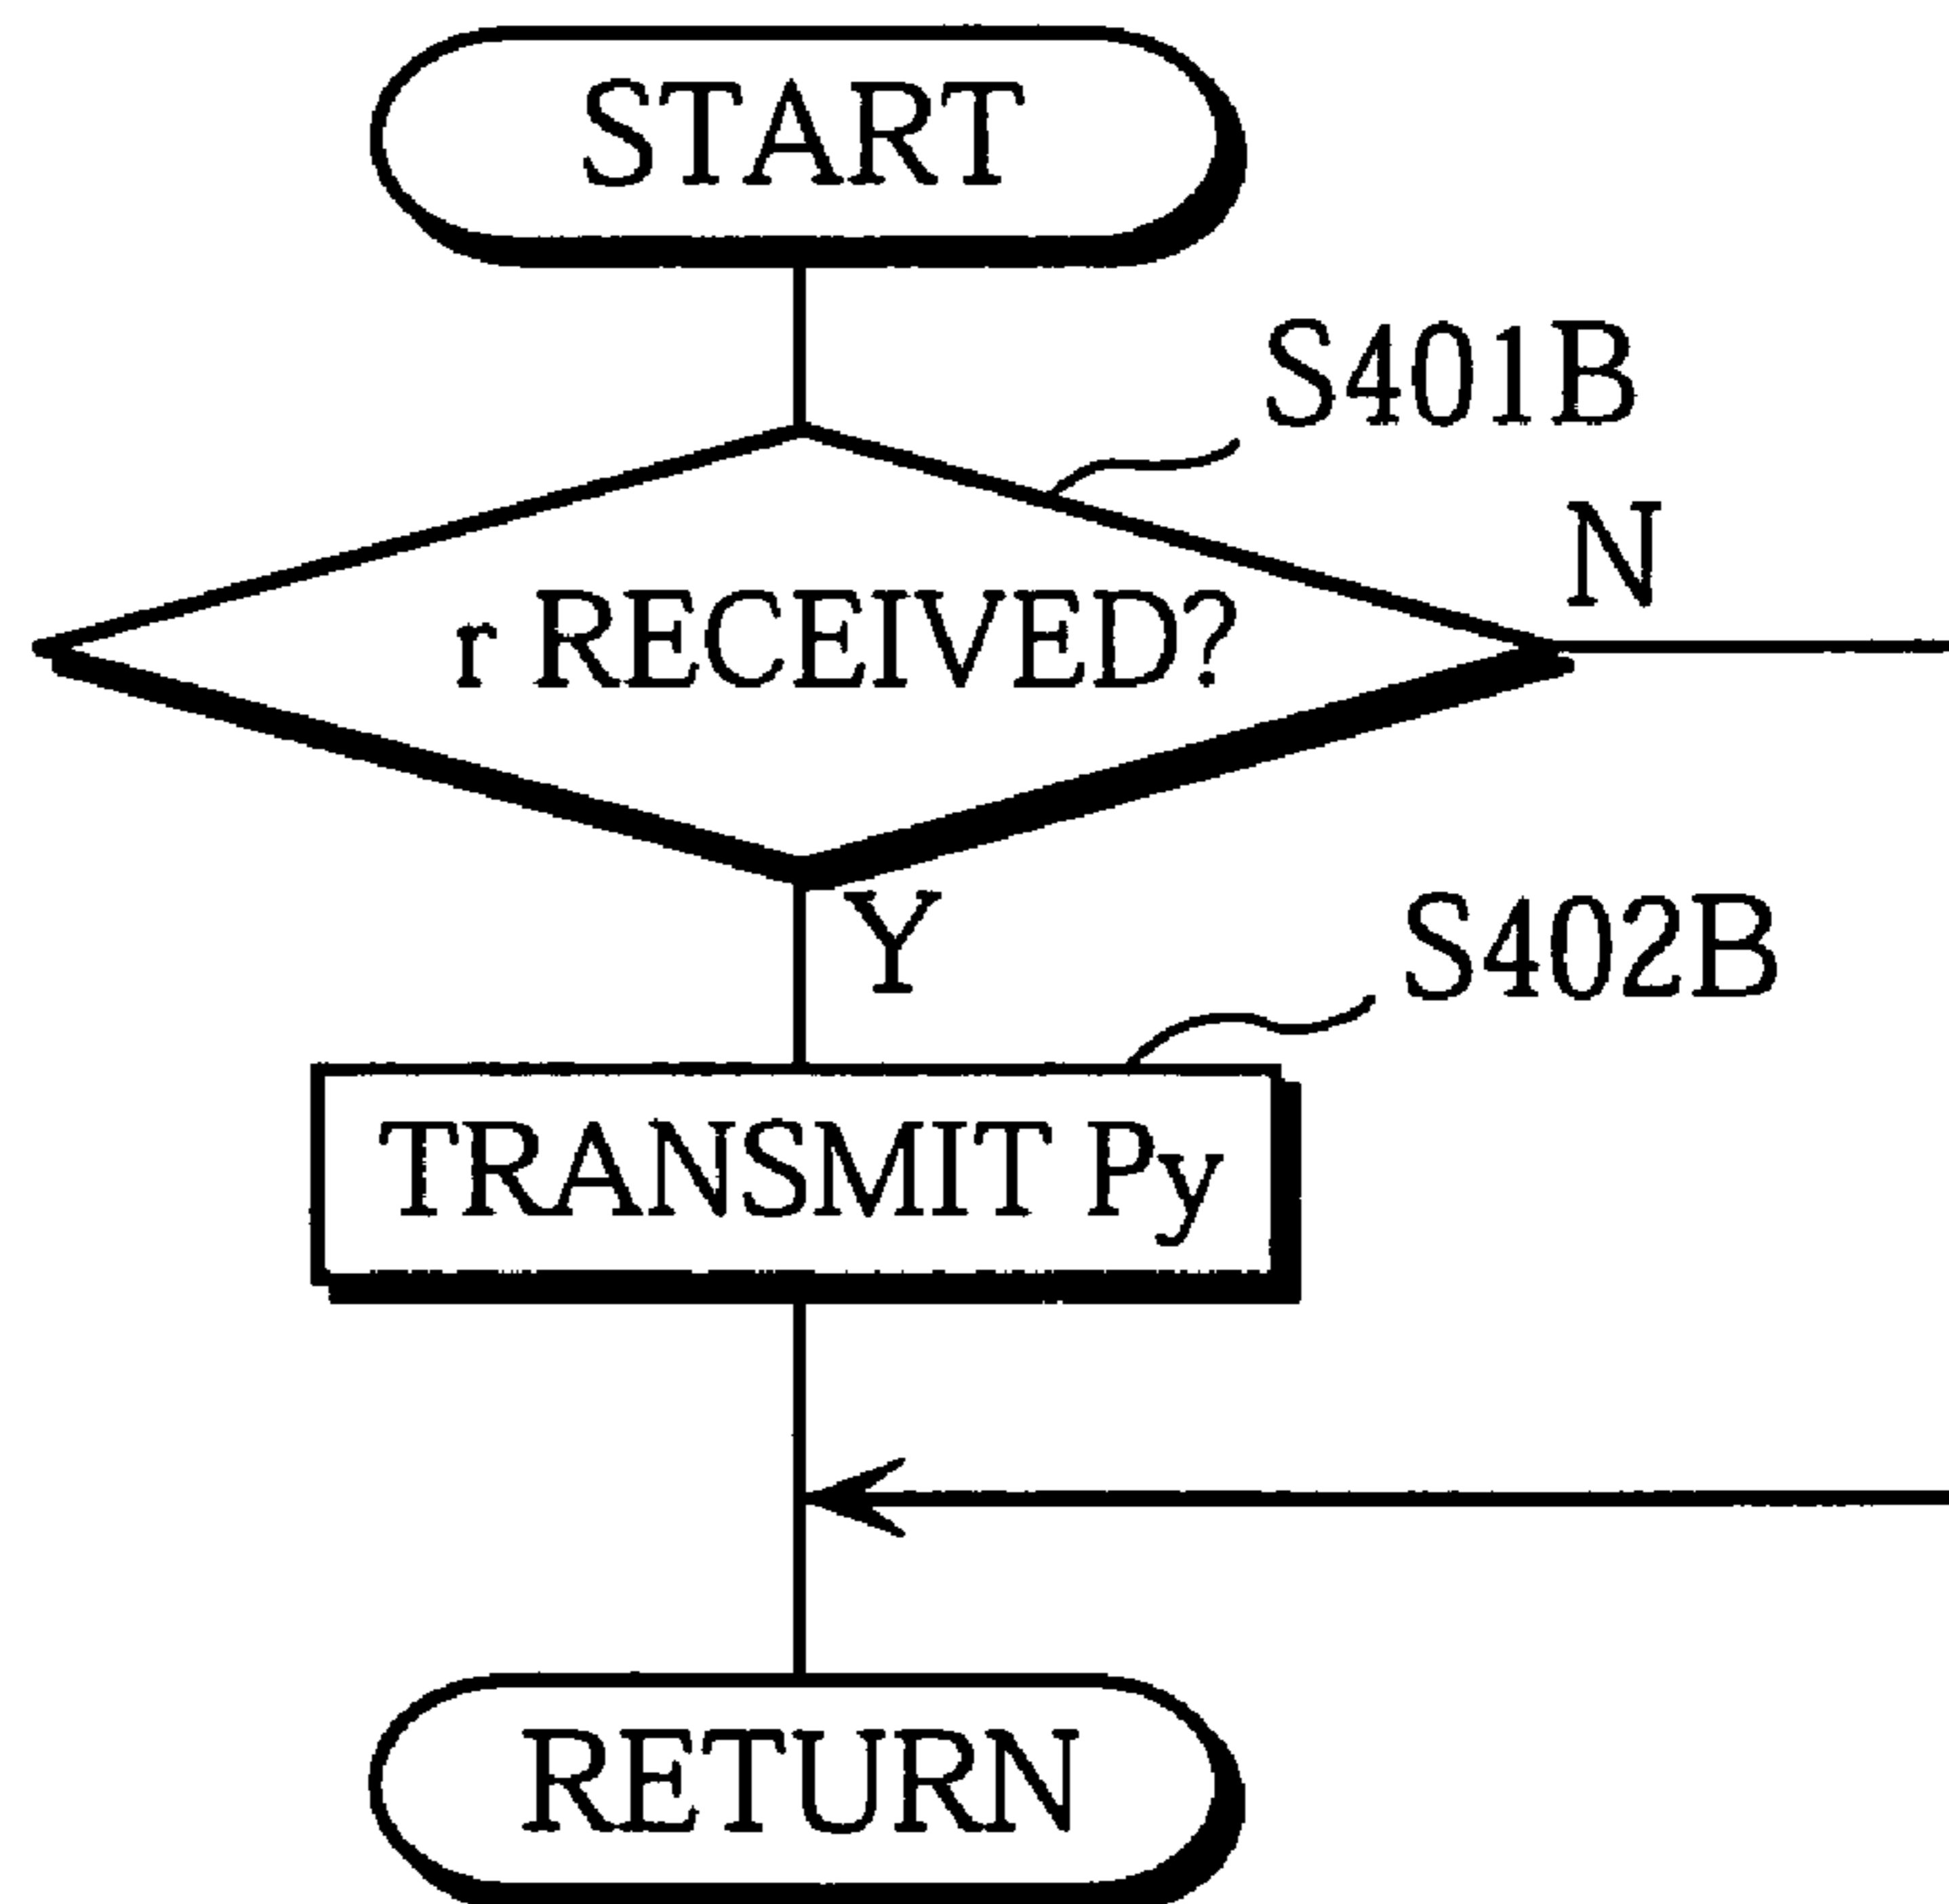 START
S401B
N
r RECEIVED?
Y
S402B
TRANSMIT Py
RETURN